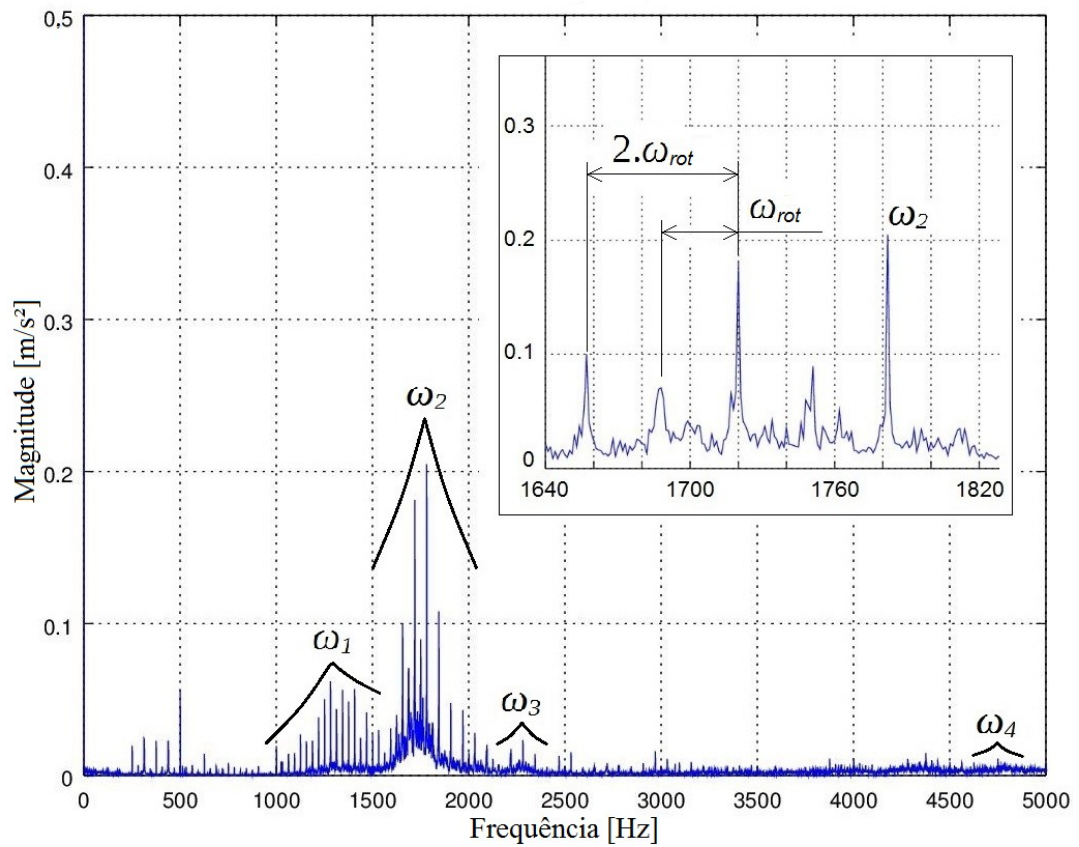 0,5
0.4
0.3
0.2
0.1
0
Magnitude [m/s²]
0 500 1000 1500 2000 2500 3000 3500 4000 4500 5000
Frequência [Hz]
ω1
ω2
ω3
ω4
0.3
0.2
0.1
0
1640 1700 1760 1820
2.ωrot
ωrot
ω2